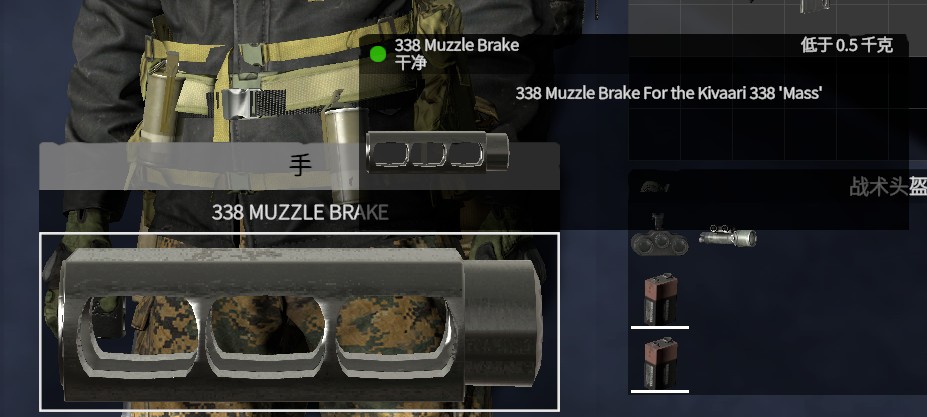 338 Muzzle Brake
干净
低于 0.5 千克
338 Muzzle Brake For the Kivaari 338 'Mass'
手
战术头盔
338 MUZZLE BRAKE